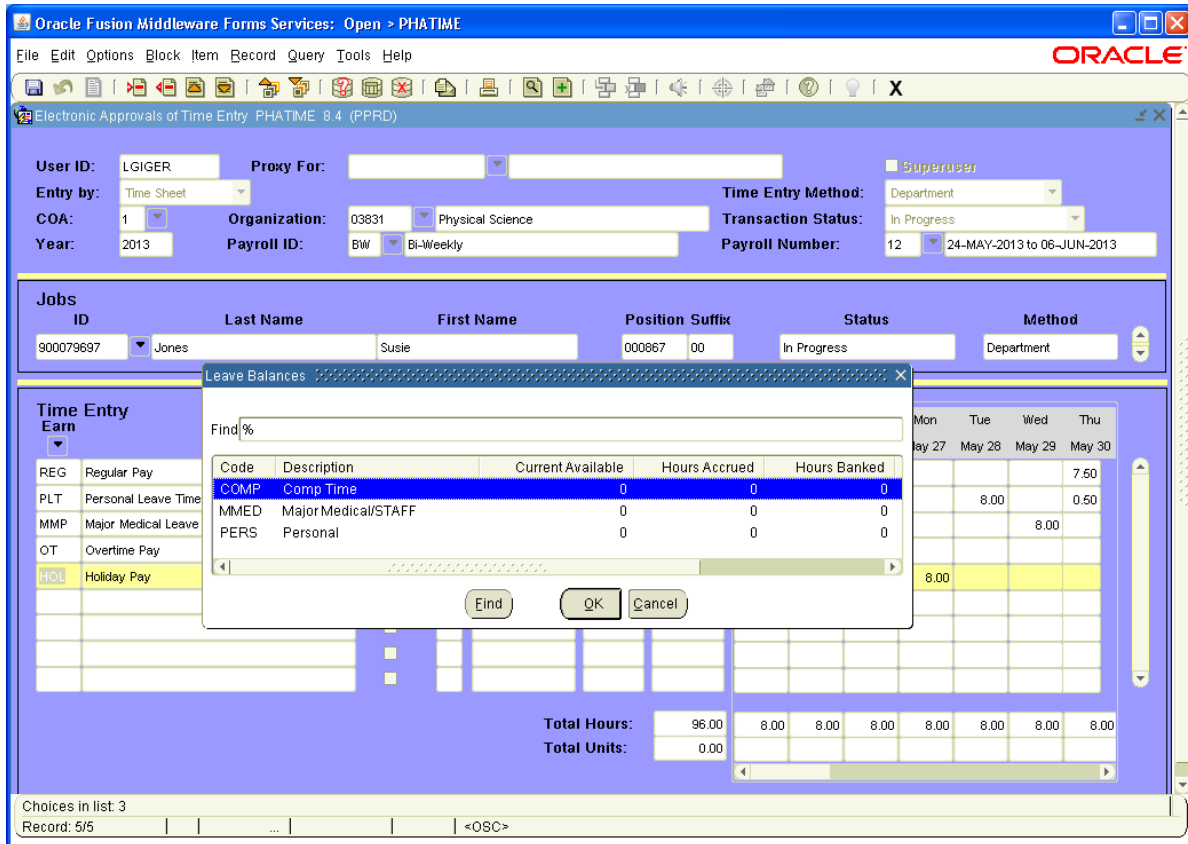 Oracle Fusion Middleware Forms Services: Open > PHATIME
File Edit Options Block Item Record Query Tools Help
ORACLE
X
Electronic Approvals of Time Entry PHATIME 8.4 (PPRD)
User ID: LGIGER Proxy For: Superuser
Entry by: Time Sheet Time Entry Method: Department
COA: 1 Organization: 03831 Physical Science Transaction Status: In Progress
Year: 2013 Payroll ID: BW Bi-Weekly Payroll Number: 12 24-MAY-2013 to 06-JUN-2013
Jobs
ID Last Name First Name Position Suffix Status Method
900079697 Jones Susie 000867 00 In Progress Department
Leave Balances
Find %
Code Description Current Available Hours Accrued Hours Banked
COMP Comp Time 0 0 0
MMED Major Medical/STAFF 0 0 0
PERS Personal 0 0 0
Find OK Cancel
Time Entry
Earn Mon Tue Wed Thu
ay 27 May 28 May 29 May 30
REG Regular Pay 7.50
PLT Personal Leave Time 8.00 0.50
MMP Major Medical Leave 8.00
OT Overtime Pay
HOL Holiday Pay 8.00
Total Hours: 96.00 8.00 8.00 8.00 8.00 8.00 8.00 8.00
Total Units: 0.00
Choices in list: 3
Record: 5/5 ... <OSC>